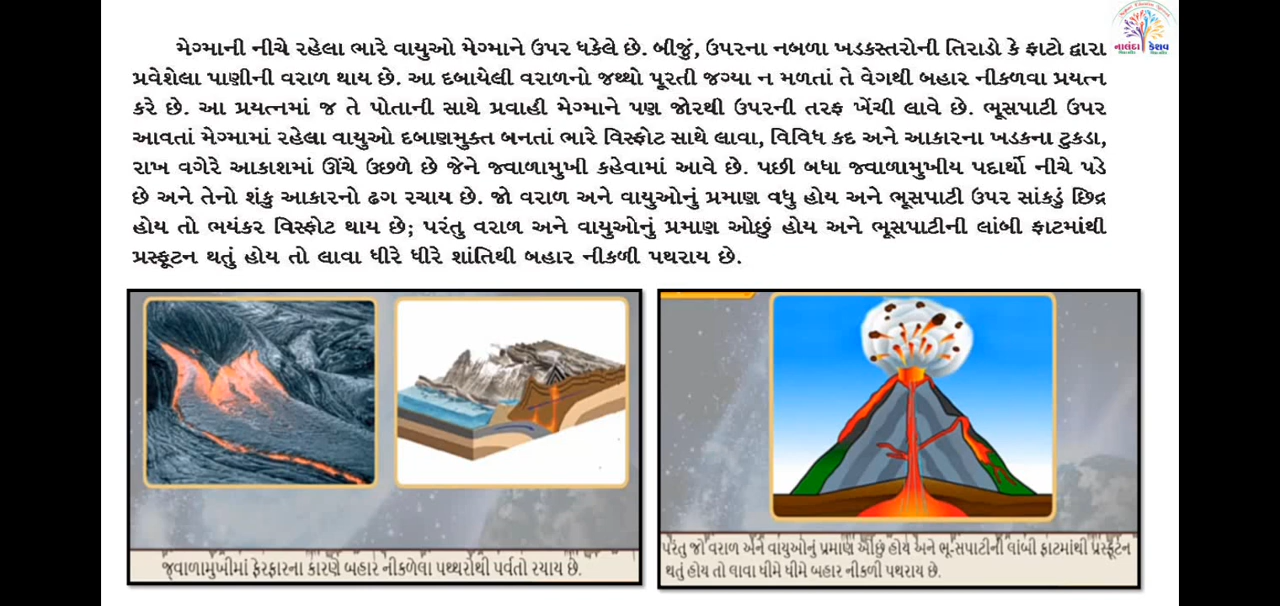 મેગ્માની નીચે રહેલા ભારે વાયુઓ મેગ્માને ઉપર ધકેલે છે. બીજું, ઉપરના નબળા ખડકસ્તરોની તિરાડો કે ફાટો દ્વારા
પ્રવેશેલા પાણીની વરાળ થાય છે. આ દબાયેલી વરાળનો જથ્થો પૂરતી જગ્યા ન મળતાં તે વેગથી બહાર નીકળવા પ્રયત્ન
કરે છે. આ પ્રયત્નમાં જ તે પોતાની સાથે પ્રવાહી મેગ્માને પણ જોરથી ઉપરની તરફ ખેંચી લાવે છે. ભૂસપાટી ઉપર
આવતાં મેગ્મામાં રહેલા વાયુઓ દબાણમુક્ત બનતાં ભારે વિસ્ફોટ સાથે લાવા, વિવિધ કદ અને આકારના ખડકના ટુકડા,
રાખ વગેરે આકાશમાં ઊંચે ઉછળે છે જેને જ્વાળામુખી કહેવામાં આવે છે. પછી બધા જ્વાળામુખીય પદાર્થો નીચે પડે
છે અને તેનો શંકુ આકારનો ઢગ રચાય છે. જો વરાળ અને વાયુઓનું પ્રમાણ વધુ હોય અને ભૂસપાટી ઉપર સાંકડું છિદ્ર
હોય તો ભયંકર વિસ્ફોટ થાય છે; પરંતુ વરાળ અને વાયુઓનું પ્રમાણ ઓછું હોય અને ભૂસપાટીની લાંબી ફાટમાંથી
પ્રસ્ફૂટન થતું હોય તો લાવા ધીરે ધીરે શાંતિથી બહાર નીકળી પથરાય છે.
નાલંદા કેશવ
જ્વાળામુખીમાં ફેરફારના કારણે બહાર નીકળેલા પથ્થરોથી પર્વતો રચાય છે.
પરંતુ જો વરાળ અને વાયુઓનું પ્રમાણ ઓછું હોય અને ભૂ-સપાટીની લાંબી ફાટમાંથી પ્રસ્ફૂટન
થતું હોય તો લાવા ધીમે ધીમે બહાર નીકળી પથરાય છે.